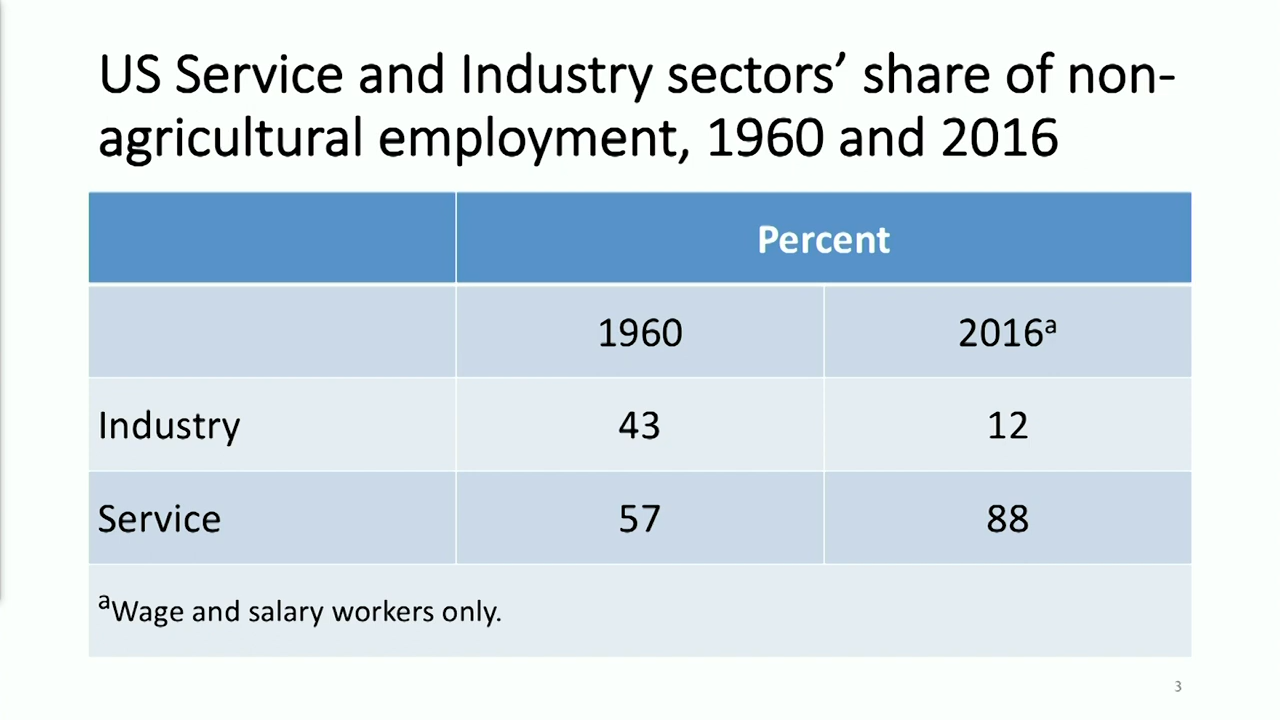 US Service and Industry sectors’ share of non-
agricultural employment, 1960 and 2016
Percent
1960 2016ᵃ
Industry 43 12
Service 57 88
ᵃWage and salary workers only.
3